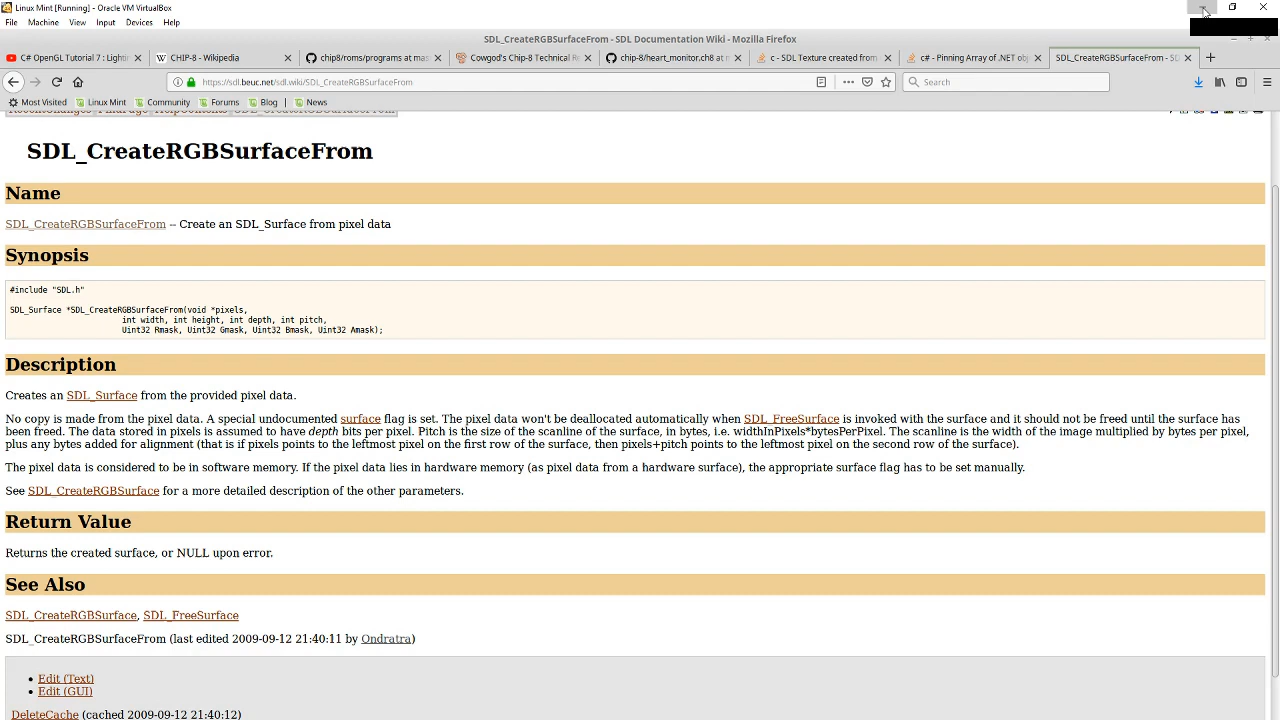 Linux Mint [Running] - Oracle VM VirtualBox
File Machine View Input Devices Help
SDL_CreateRGBSurfaceFrom - SDL Documentation Wiki - Mozilla Firefox
C# OpenGL Tutorial 7 : Lightn
CHIP-8 - Wikipedia
chip8/roms/programs at mas
Cowgod's Chip-8 Technical Re
chip-8/heart_monitor.ch8 at m
c - SDL Texture created from
c# - Pinning Array of .NET obj
SDL_CreateRGBSurfaceFrom - SD
https://sdl.beuc.net/sdl.wiki/SDL_CreateRGBSurfaceFrom
Search
Most Visited Linux Mint Community Forums Blog News
RecentChanges FindPage HelpContents SDL_CreateRGBSurfaceFrom
SDL_CreateRGBSurfaceFrom
Name
SDL_CreateRGBSurfaceFrom -- Create an SDL_Surface from pixel data
Synopsis
#include "SDL.h"
SDL_Surface *SDL_CreateRGBSurfaceFrom(void *pixels,
int width, int height, int depth, int pitch,
Uint32 Rmask, Uint32 Gmask, Uint32 Bmask, Uint32 Amask);
Description
Creates an SDL_Surface from the provided pixel data.
No copy is made from the pixel data. A special undocumented surface flag is set. The pixel data won't be deallocated automatically when SDL_FreeSurface is invoked with the surface and it should not be freed until the surface has
been freed. The data stored in pixels is assumed to have depth bits per pixel. Pitch is the size of the scanline of the surface, in bytes, i.e. widthInPixels*bytesPerPixel. The scanline is the width of the image multiplied by bytes per pixel,
plus any bytes added for alignment (that is if pixels points to the leftmost pixel on the first row of the surface, then pixels+pitch points to the leftmost pixel on the second row of the surface).
The pixel data is considered to be in software memory. If the pixel data lies in hardware memory (as pixel data from a hardware surface), the appropriate surface flag has to be set manually.
See SDL_CreateRGBSurface for a more detailed description of the other parameters.
Return Value
Returns the created surface, or NULL upon error.
See Also
SDL_CreateRGBSurface, SDL_FreeSurface
SDL_CreateRGBSurfaceFrom (last edited 2009-09-12 21:40:11 by Ondratra)
Edit (Text)
Edit (GUI)
DeleteCache (cached 2009-09-12 21:40:12)